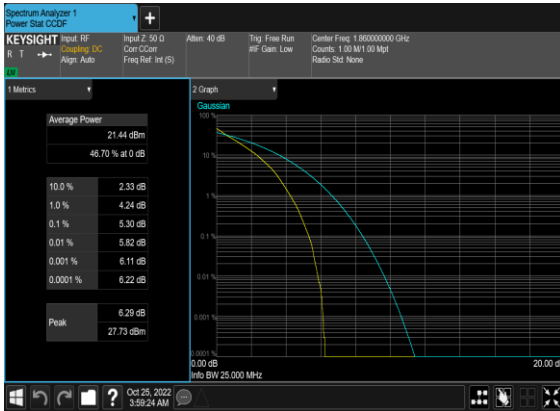 Spectrum Analyzer 1
Power Stat CCDF
KEYSIGHT
R T
LV
Input: RF
Coupling: DC
Align: Auto
Input Z: 50 Ω
Corr CCorr
Freq Ref: Int (S)
Atten: 40 dB
Trig: Free Run
#IF Gain: Low
Center Freq: 1.860000000 GHz
Counts: 1.00 M/1.00 Mpt
Radio Std: None
1 Metrics
Average Power
21.44 dBm
46.70 % at 0 dB
10.0 % 2.33 dB
1.0 % 4.24 dB
0.1 % 5.30 dB
0.01 % 5.82 dB
0.001 % 6.11 dB
0.0001 % 6.22 dB
Peak
6.29 dB
27.73 dBm
2 Graph
Gaussian
100 %
10 %
1 %
0.1 %
0.01 %
0.001 %
0.0001 %
0.00 dB
20.00 d
Info BW 25.000 MHz
?
Oct 25, 2022
3:59:24 AM